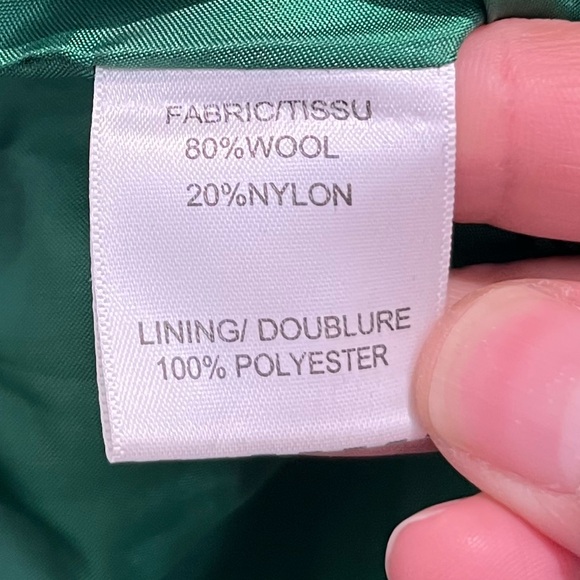 FABRIC/TISSU
80%WOOL
20%NYLON
LINING/ DOUBLURE
100% POLYESTER